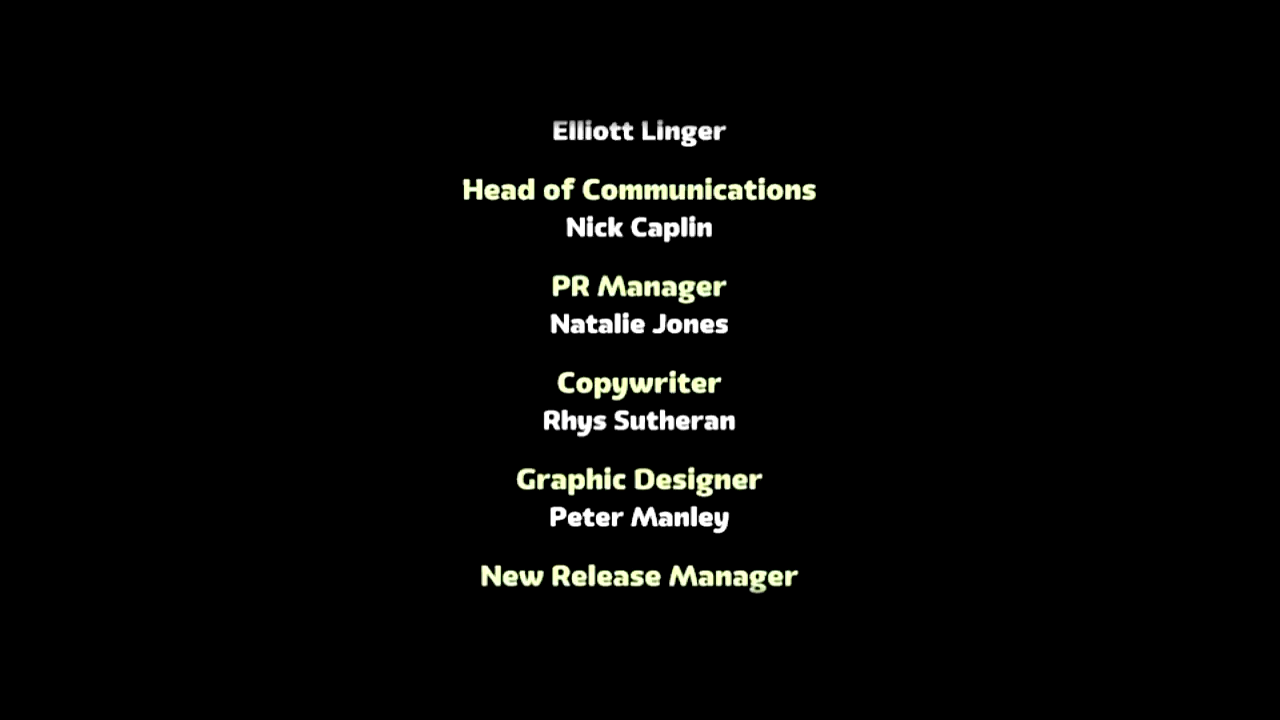 Elliott Linger
Head of Communications
Nick Caplin
PR Manager
Natalie Jones
Copywriter
Rhys Sutheran
Graphic Designer
Peter Manley
New Release Manager